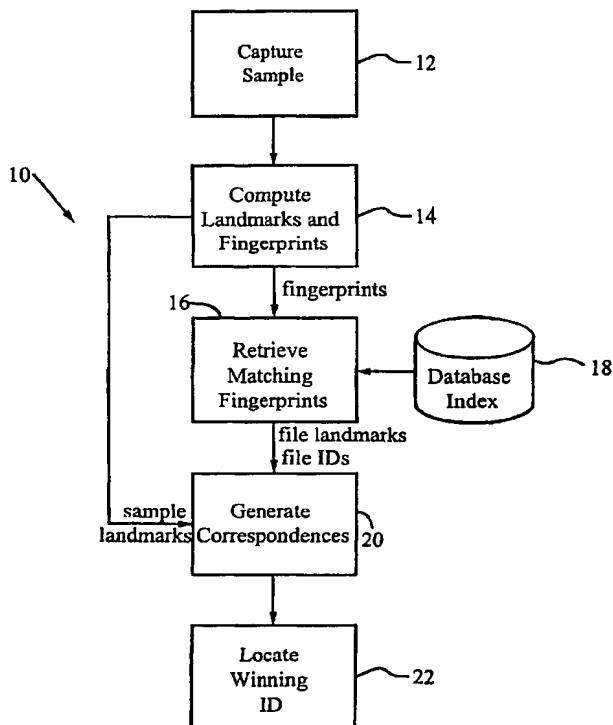 Capture
Sample
12
10
Compute
Landmarks and
Fingerprints
14
fingerprints
16
Retrieve
Matching
Fingerprints
Database
Index
18
file landmarks
file IDs
sample
landmarks
Generate
Correspondences
20
Locate
Winning
ID
22